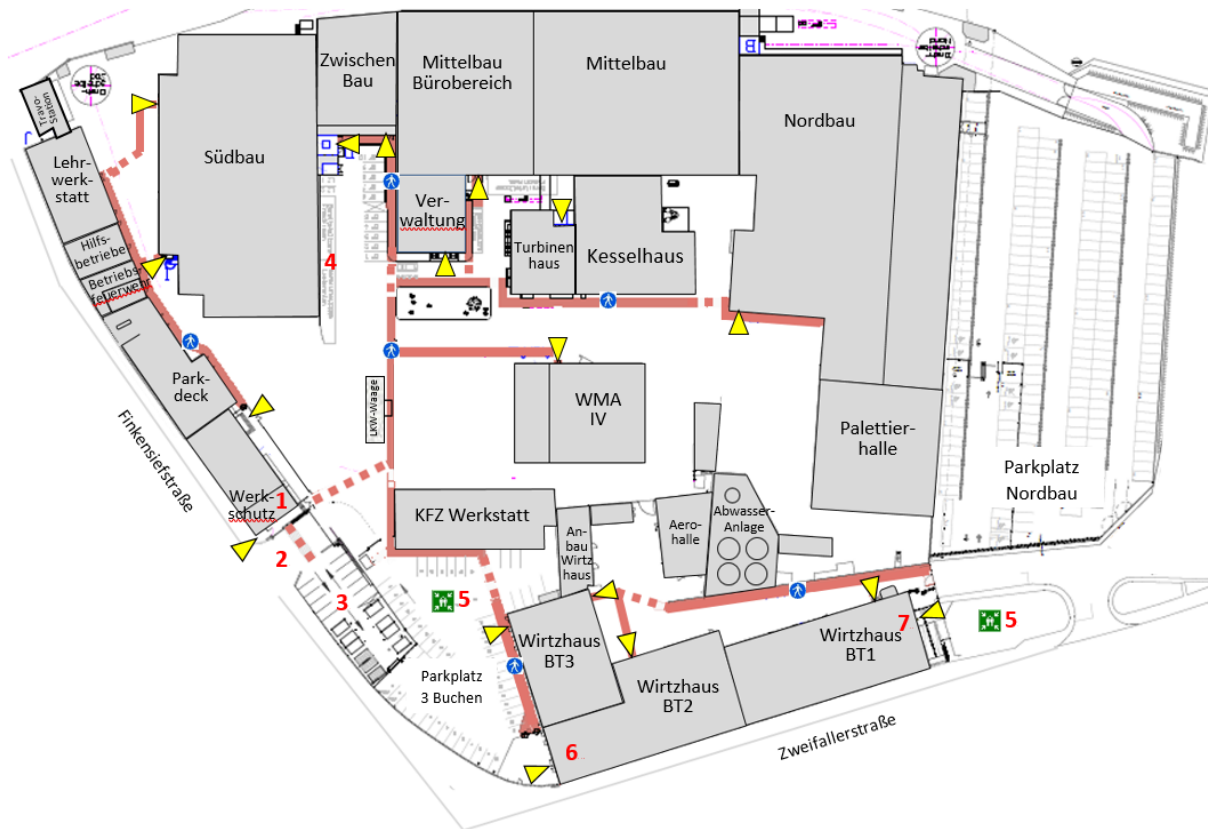 Zwischen
Bau
Mittelbau
Bürobereich
Mittelbau
B
Nordbau
Travo-
Station
Lehr-
werk-
statt
Südbau
Ver-
waltung
Turbinen
haus
Kesselhaus
Hilfs-
betriebe
Betriebs-
feuerwehr
4
Park-
deck
LKW-Waage
WMA
IV
Palettier-
halle
Parkplatz
Nordbau
Finkensiefstraße
1
Werk-
schutz
KFZ Werkstatt
An-
bau
Wirtz
haus
Aero-
halle
Abwasser-
Anlage
2
3
5
Wirtzhaus
BT3
Wirtzhaus
BT2
Wirtzhaus
BT1
7
5
Parkplatz
3 Buchen
6
Zweifallerstraße